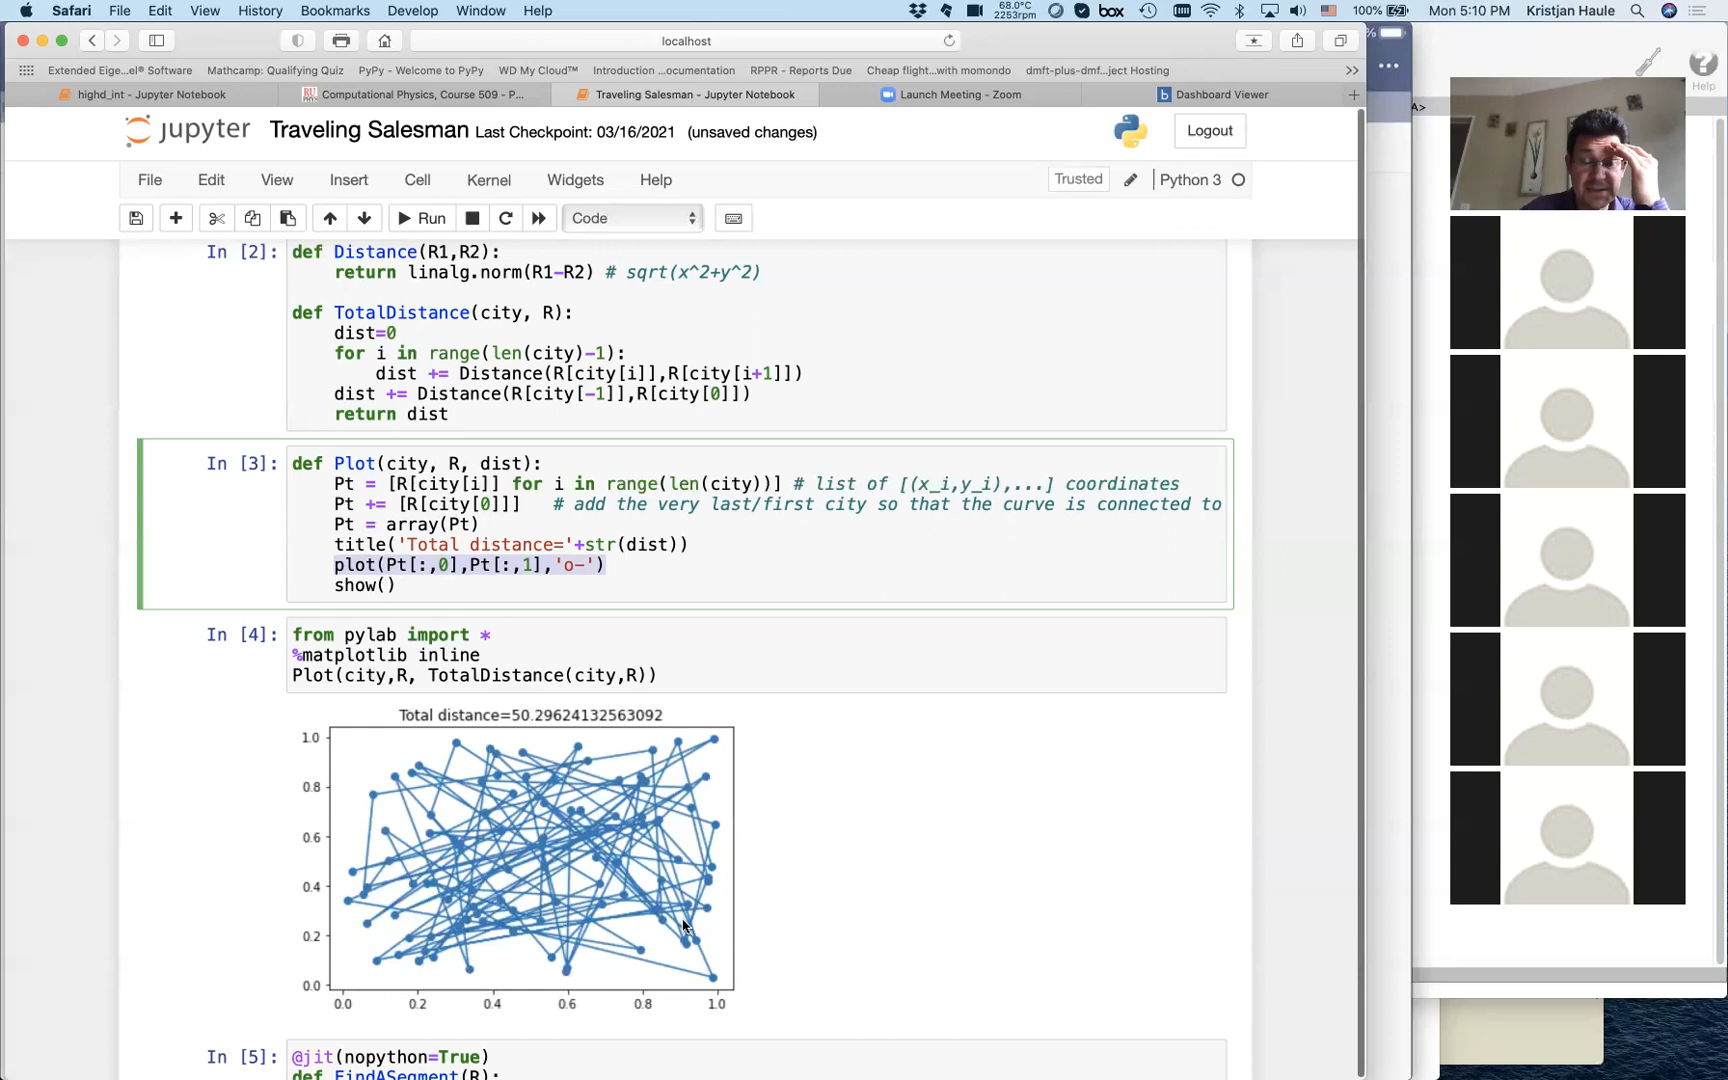 Safari File Edit View History Bookmarks Develop Window Help 68.0°C 2253rpm box 100% Mon 5:10 PM Kristjan Haule
localhost
Extended Eige...el® Software Mathcamp: Qualifying Quiz PyPy - Welcome to PyPy WD My Cloud™ Introduction ...ocumentation RPPR - Reports Due Cheap flight...with momondo dmft-plus-dmf...ject Hosting
highd_int - Jupyter Notebook Computational Physics, Course 509 - P... Traveling Salesman - Jupyter Notebook Launch Meeting - Zoom Dashboard Viewer
Help
jupyter Traveling Salesman Last Checkpoint: 03/16/2021 (unsaved changes) Logout
File Edit View Insert Cell Kernel Widgets Help Trusted Python 3
Run Code
In [2]: def Distance(R1,R2):
return linalg.norm(R1-R2) # sqrt(x^2+y^2)
def TotalDistance(city, R):
dist=0
for i in range(len(city)-1):
dist += Distance(R[city[i]],R[city[i+1]])
dist += Distance(R[city[-1]],R[city[0]])
return dist
In [3]: def Plot(city, R, dist):
Pt = [R[city[i]] for i in range(len(city))] # list of [(x_i,y_i),...] coordinates
Pt += [R[city[0]]] # add the very last/first city so that the curve is connected to
Pt = array(Pt)
title('Total distance='+str(dist))
plot(Pt[:,0],Pt[:,1],'o-')
show()
In [4]: from pylab import *
%matplotlib inline
Plot(city,R, TotalDistance(city,R))
Total distance=50.29624132563092
1.0
0.8
0.6
0.4
0.2
0.0
0.0 0.2 0.4 0.6 0.8 1.0
In [5]: @jit(nopython=True)
def FindASegment(R):